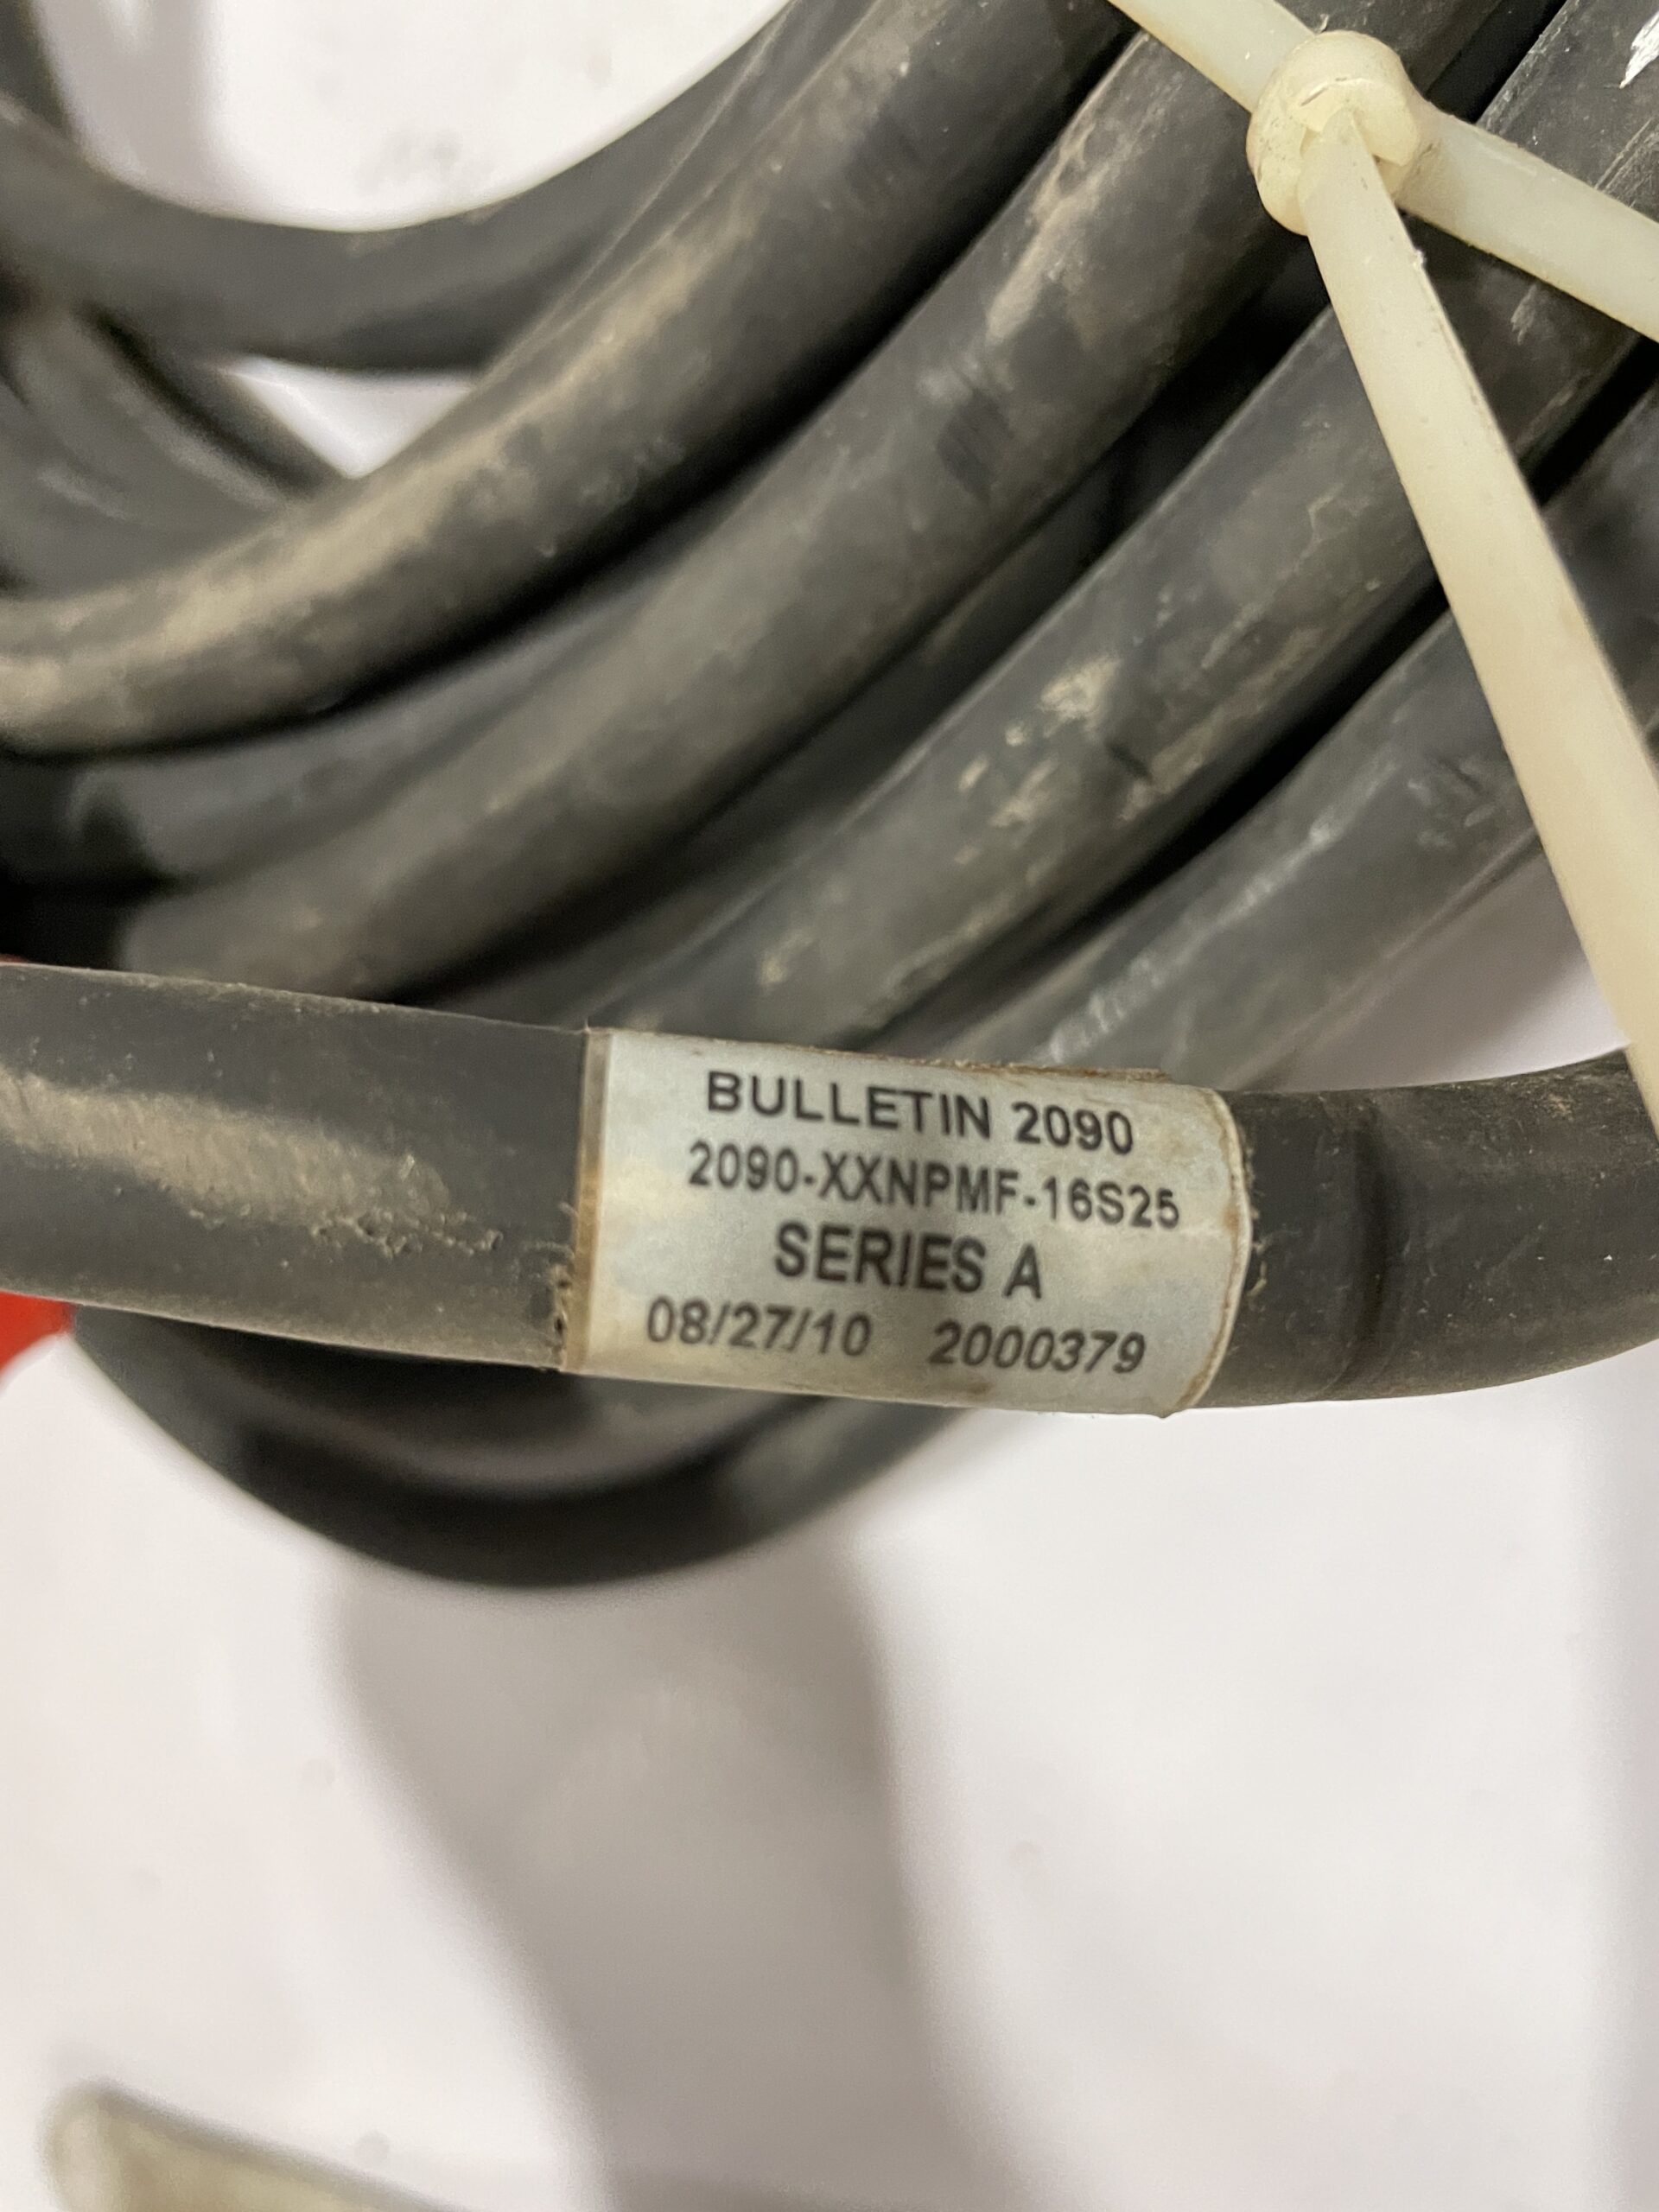 BULLETIN 2090
2090-XXNPMF-16S25
SERIES A
08/27/10 2000379